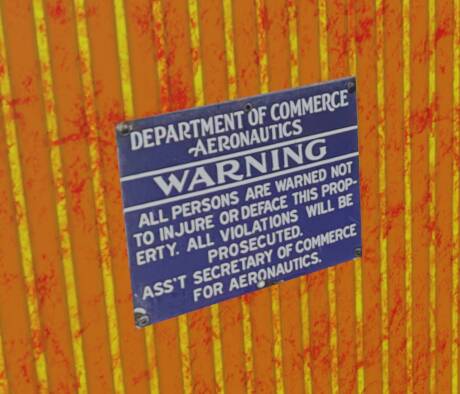 DEPARTMENT OF COMMERCE
AERONAUTICS
WARNING
ALL PERSONS ARE WARNED NOT
TO INJURE OR DEFACE THIS PROP-
ERTY. ALL VIOLATIONS WILL BE
PROSECUTED.
ASS'T SECRETARY OF COMMERCE
FOR AERONAUTICS.